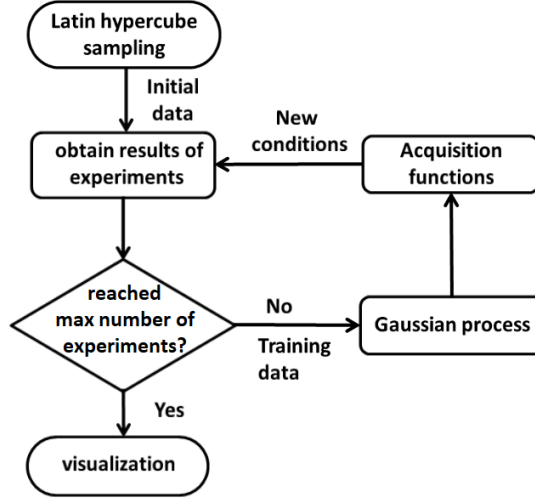 Latin hypercube
sampling
Initial
data
obtain results of
experiments
New
conditions
Acquisition
functions
reached
max number of
experiments?
No
Training
data
Gaussian process
Yes
visualization